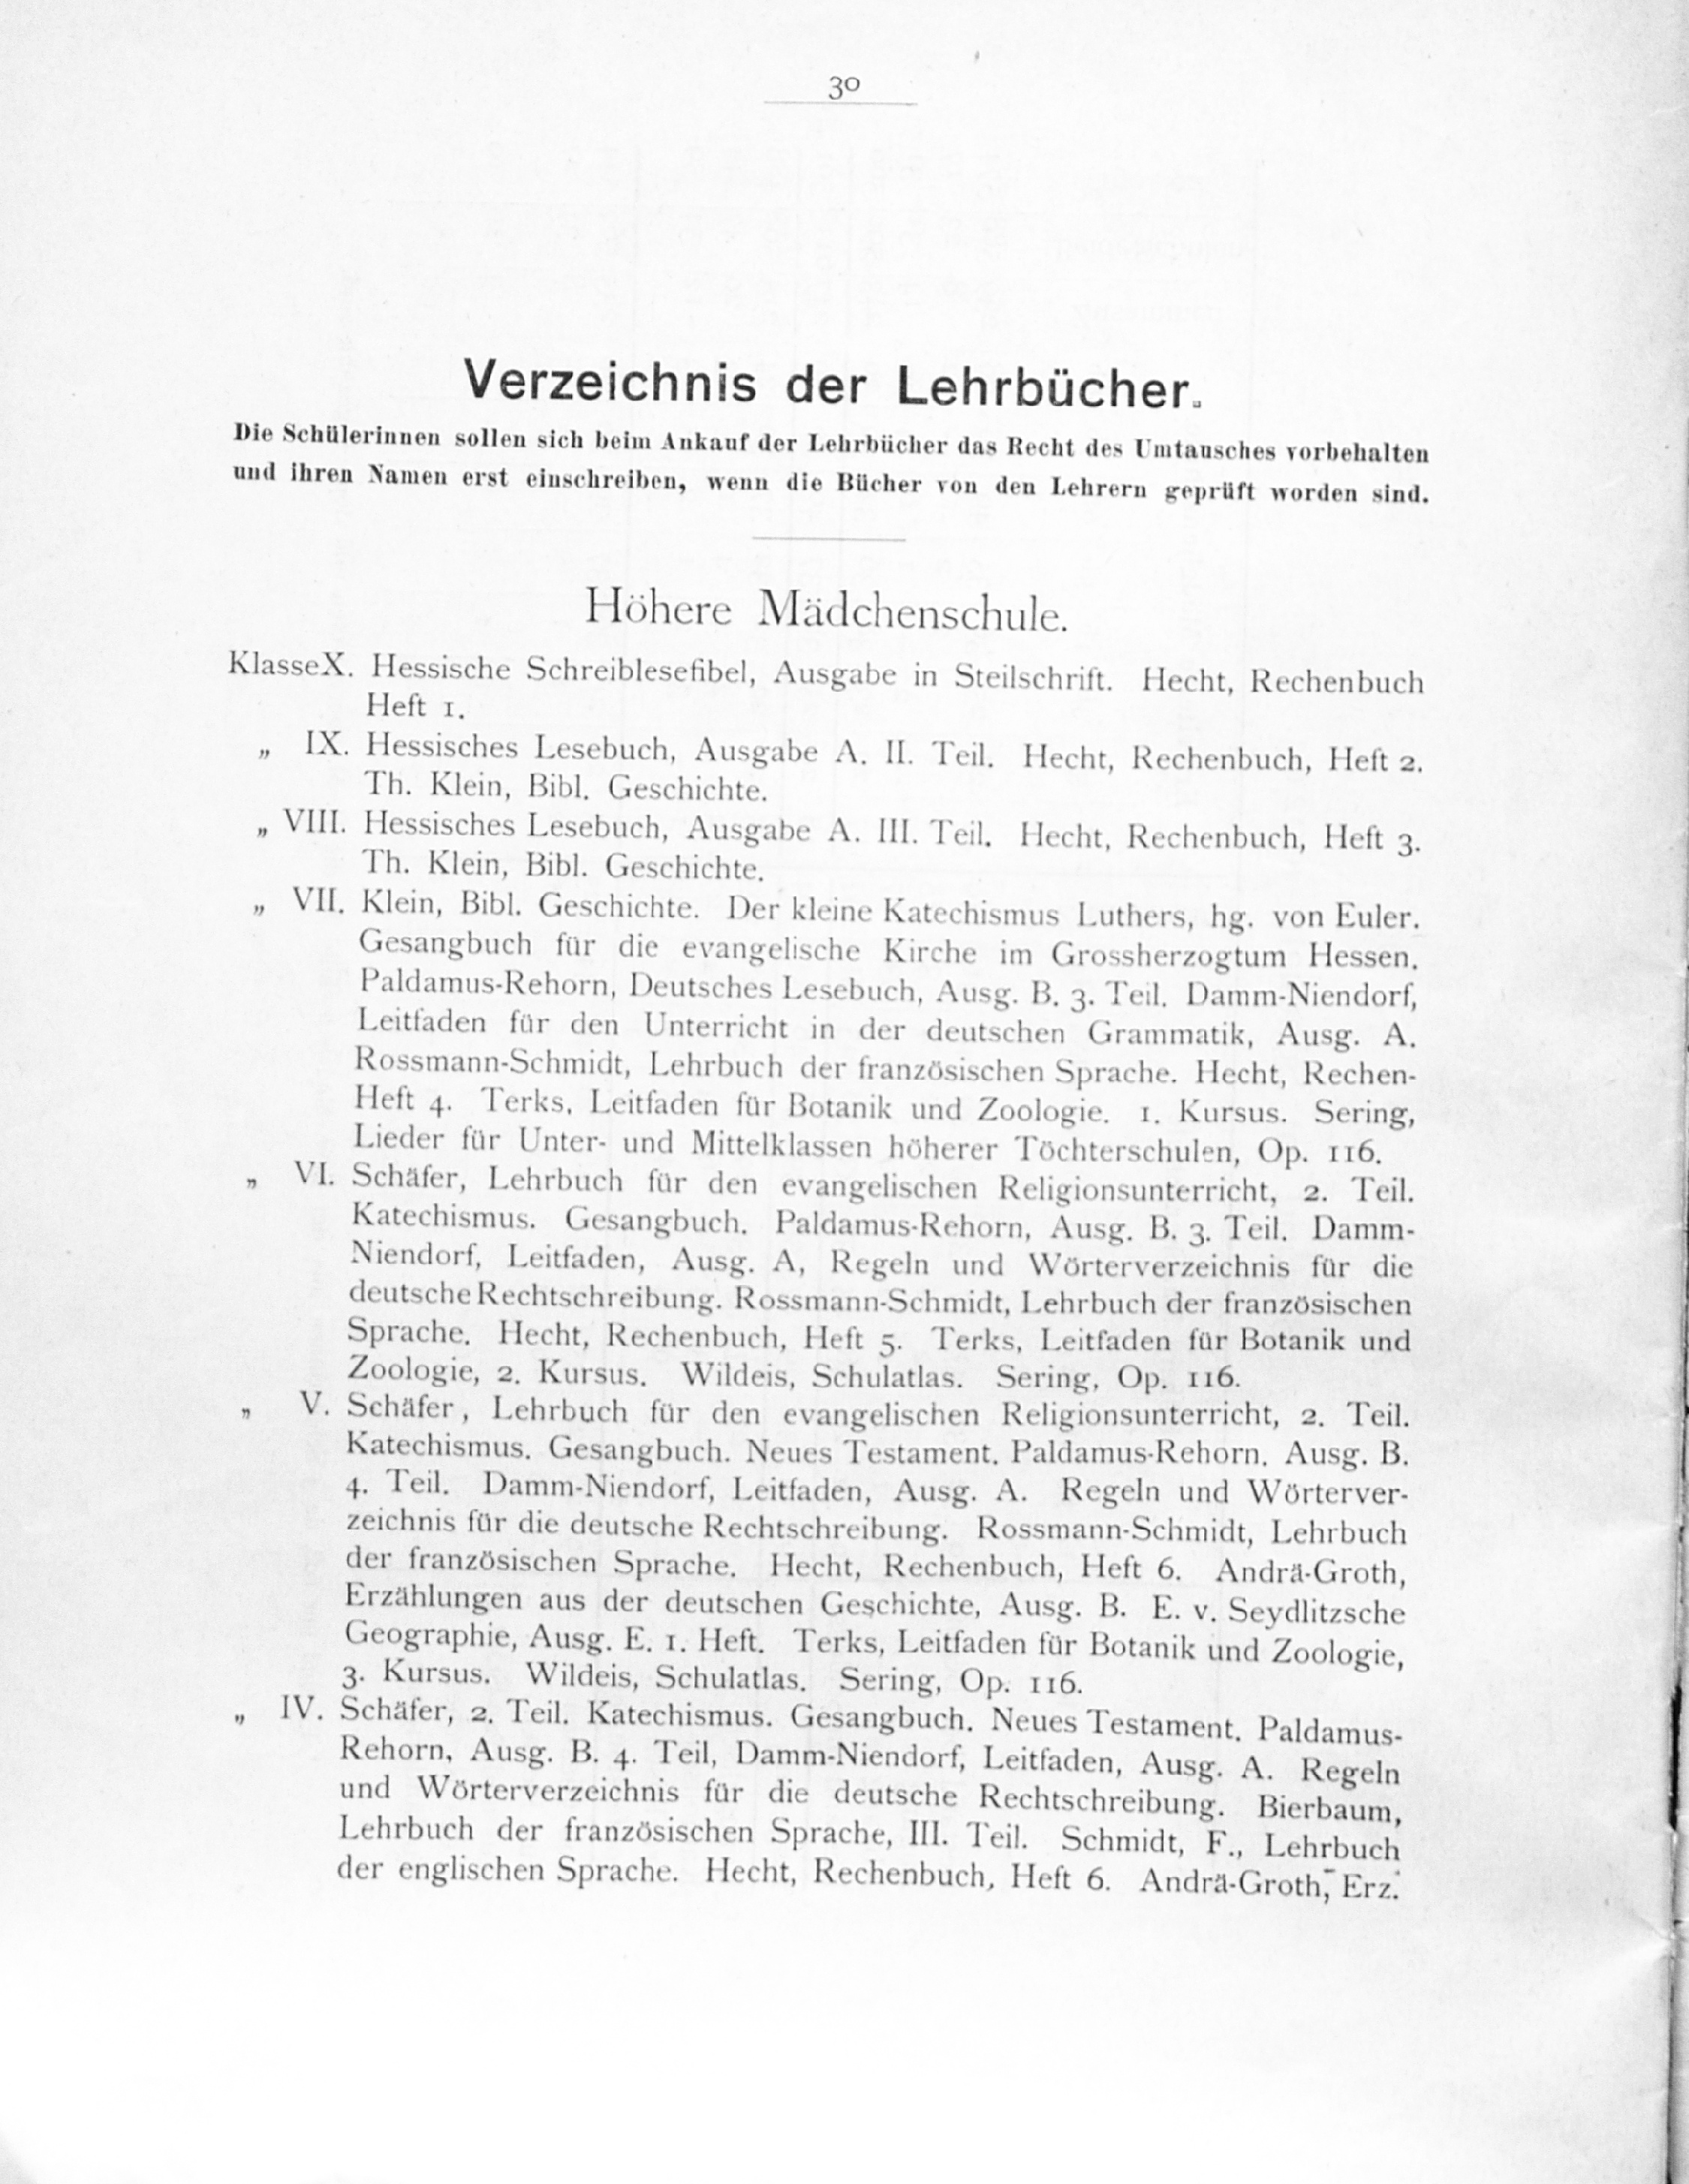 30
Verzeichnis der Lehrbücher.
Die Schülerinnen sollen sich beim Ankauf der Lehrbücher das Recht des Umtausches vorbehalten
und ihren Namen erst einschreiben, wenn die Bücher von den Lehrern geprüft worden sind.
Höhere Mädchenschule.
Klasse X. Hessische Schreiblesefibel, Ausgabe in Steilschrift. Hecht, Rechenbuch
Heft 1.
„ IX. Hessisches Lesebuch, Ausgabe A. II. Teil. Hecht, Rechenbuch, Heft 2.
Th. Klein, Bibl. Geschichte.
„ VIII. Hessisches Lesebuch, Ausgabe A. III. Teil. Hecht, Rechenbuch, Heft 3.
Th. Klein, Bibl. Geschichte.
„ VII. Klein, Bibl. Geschichte. Der kleine Katechismus Luthers, hg. von Euler.
Gesangbuch für die evangelische Kirche im Grossherzogtum Hessen.
Paldamus-Rehorn, Deutsches Lesebuch, Ausg. B. 3. Teil. Damm-Niendorf,
Leitfaden für den Unterricht in der deutschen Grammatik, Ausg. A.
Rossmann-Schmidt, Lehrbuch der französischen Sprache. Hecht, Rechen-
Heft 4. Terks, Leitfaden für Botanik und Zoologie. 1. Kursus. Sering,
Lieder für Unter- und Mittelklassen höherer Töchterschulen, Op. 116.
„ VI. Schäfer, Lehrbuch für den evangelischen Religionsunterricht, 2. Teil.
Katechismus. Gesangbuch. Paldamus-Rehorn, Ausg. B. 3. Teil. Damm-
Niendorf, Leitfaden, Ausg. A, Regeln und Wörterverzeichnis für die
deutsche Rechtschreibung. Rossmann-Schmidt, Lehrbuch der französischen
Sprache. Hecht, Rechenbuch, Heft 5. Terks, Leitfaden für Botanik und
Zoologie, 2. Kursus. Wildeis, Schulatlas. Sering, Op. 116.
„ V. Schäfer, Lehrbuch für den evangelischen Religionsunterricht, 2. Teil.
Katechismus. Gesangbuch. Neues Testament. Paldamus-Rehorn. Ausg. B.
4. Teil. Damm-Niendorf, Leitfaden, Ausg. A. Regeln und Wörterver-
zeichnis für die deutsche Rechtschreibung. Rossmann-Schmidt, Lehrbuch
der französischen Sprache. Hecht, Rechenbuch, Heft 6. Andrä-Groth,
Erzählungen aus der deutschen Geschichte, Ausg. B. E. v. Seydlitzsche
Geographie, Ausg. E. 1. Heft. Terks, Leitfaden für Botanik und Zoologie,
3. Kursus. Wildeis, Schulatlas. Sering, Op. 116.
„ IV. Schäfer, 2. Teil. Katechismus. Gesangbuch. Neues Testament. Paldamus-
Rehorn, Ausg. B. 4. Teil, Damm-Niendorf, Leitfaden, Ausg. A. Regeln
und Wörterverzeichnis für die deutsche Rechtschreibung. Bierbaum,
Lehrbuch der französischen Sprache, III. Teil. Schmidt, F., Lehrbuch
der englischen Sprache. Hecht, Rechenbuch, Heft 6. Andrä-Groth, Erz.